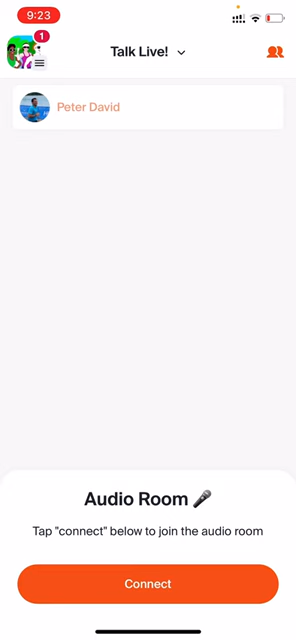 9:23
1
Talk Live!
Peter David
Audio Room 🎤
Tap "connect" below to join the audio room
Connect